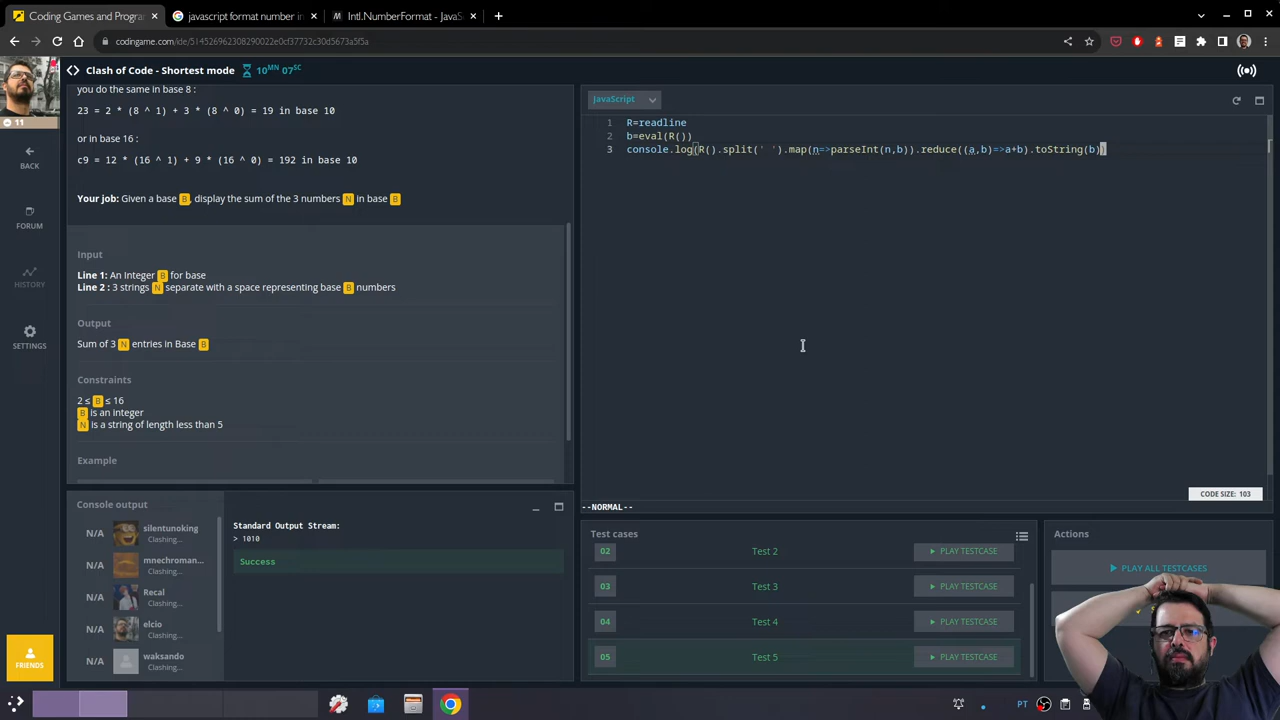 Coding Games and Progra
javascript format number in
Intl.NumberFormat - JavaS
codingame.com/ide/514526962308290022e0cf37732c30d5673a5f5a
11
BACK
FORUM
HISTORY
SETTINGS
FRIENDS
Clash of Code - Shortest mode
10MN 07SC
you do the same in base 8 :
23 = 2 * (8 ^ 1) + 3 * (8 ^ 0) = 19 in base 10
or in base 16 :
c9 = 12 * (16 ^ 1) + 9 * (16 ^ 0) = 192 in base 10
Your job: Given a base B, display the sum of the 3 numbers N in base B
Input
Line 1: An Integer B for base
Line 2 : 3 strings N separate with a space representing base B numbers
Output
Sum of 3 N entries in Base B
Constraints
2 ≤ B ≤ 16
B is an integer
N is a string of length less than 5
Example
Console output
N/A silentunoking
Clashing...
N/A mnechroman...
Clashing...
N/A Recal
Clashing...
N/A elcio
Clashing...
N/A waksando
Clashing...
Standard Output Stream:
> 1010
Success
JavaScript
1 R=readline
2 b=eval(R())
3 console.log(R().split(' ').map(n=>parseInt(n,b)).reduce((a,b)=>a+b).toString(b))
CODE SIZE: 103
--NORMAL--
Test cases
02 Test 2 PLAY TESTCASE
03 Test 3 PLAY TESTCASE
04 Test 4 PLAY TESTCASE
05 Test 5 PLAY TESTCASE
Actions
PLAY ALL TESTCASES
PT